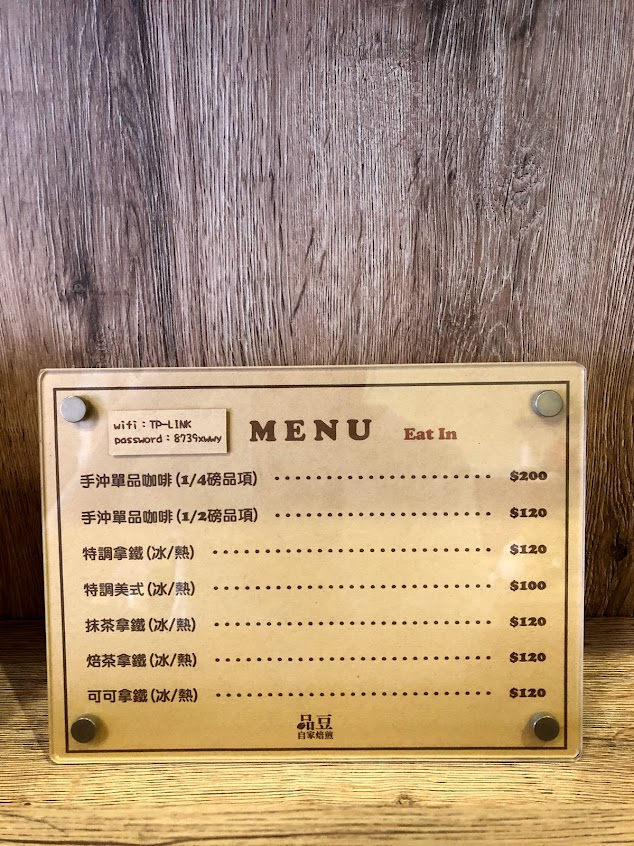 wifi：TP-LINK
password：8739xwwy
MENU Eat In
手沖單品咖啡(1/4磅品項) $200
手沖單品咖啡(1/2磅品項) $120
特調拿鐵(冰/熱) $120
特調美式(冰/熱) $100
抹茶拿鐵(冰/熱) $120
焙茶拿鐵(冰/熱) $120
可可拿鐵(冰/熱) $120
品豆
自家焙煎